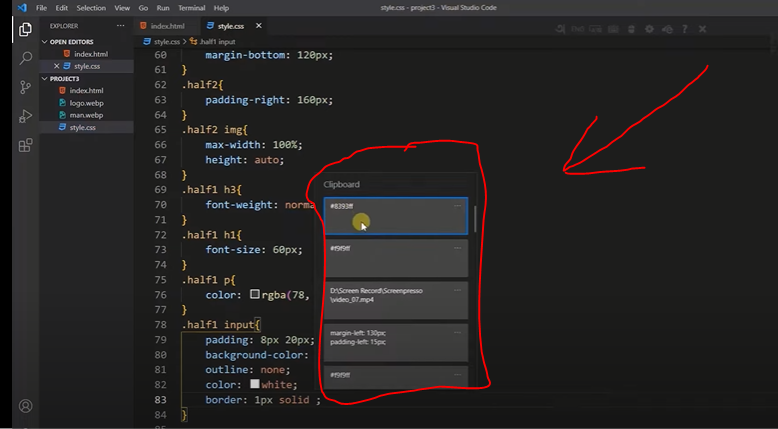 File Edit Selection View Go Run Terminal Help
style.css - project3 - Visual Studio Code
EXPLORER
OPEN EDITORS
index.html
style.css
PROJECT3
index.html
logo.webp
man.webp
style.css
index.html
style.css
style.css > .half1 input
60 margin-bottom: 120px;
61 }
62 .half2{
63 padding-right: 160px;
64 }
65 .half2 img{
66 max-width: 100%;
67 height: auto;
68 }
69 .half1 h3{
70 font-weight: norma
71 }
72 .half1 h1{
73 font-size: 60px;
74 }
75 .half1 p{
76 color: rgba(78,
77 }
78 .half1 input{
79 padding: 8px 20px;
80 background-color:
81 outline: none;
82 color: white;
83 border: 1px solid ;
84 }
Clipboard
#8393ff
#f9f9ff
D:\Screen Record\Screenpresso
\video_07.mp4
margin-left: 130px;
padding-left: 15px;
#f9f9ff